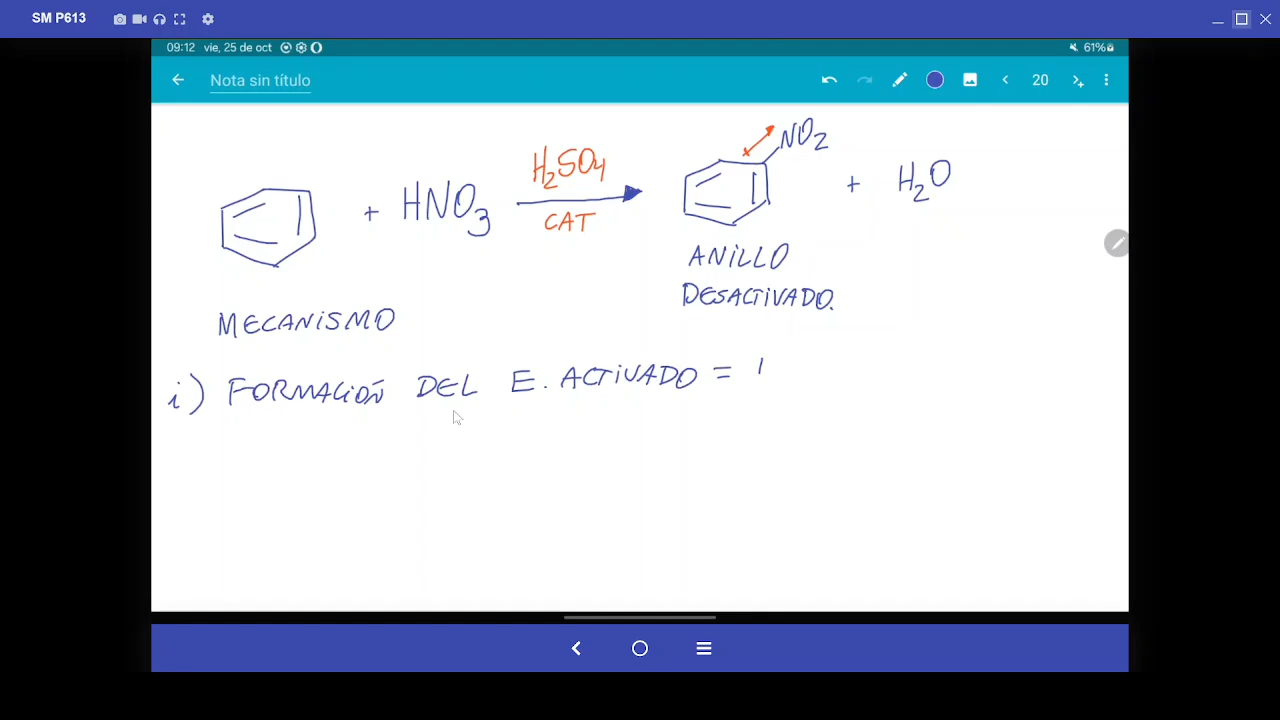 SM P613
09:12 vie, 25 de oct
61%
Nota sin título
20
+ HNO3 H2SO4 CAT NO2 + H2O
ANILLO
DESACTIVADO.
MECANISMO
i) FORMACIÓN DEL E. ACTIVADO =